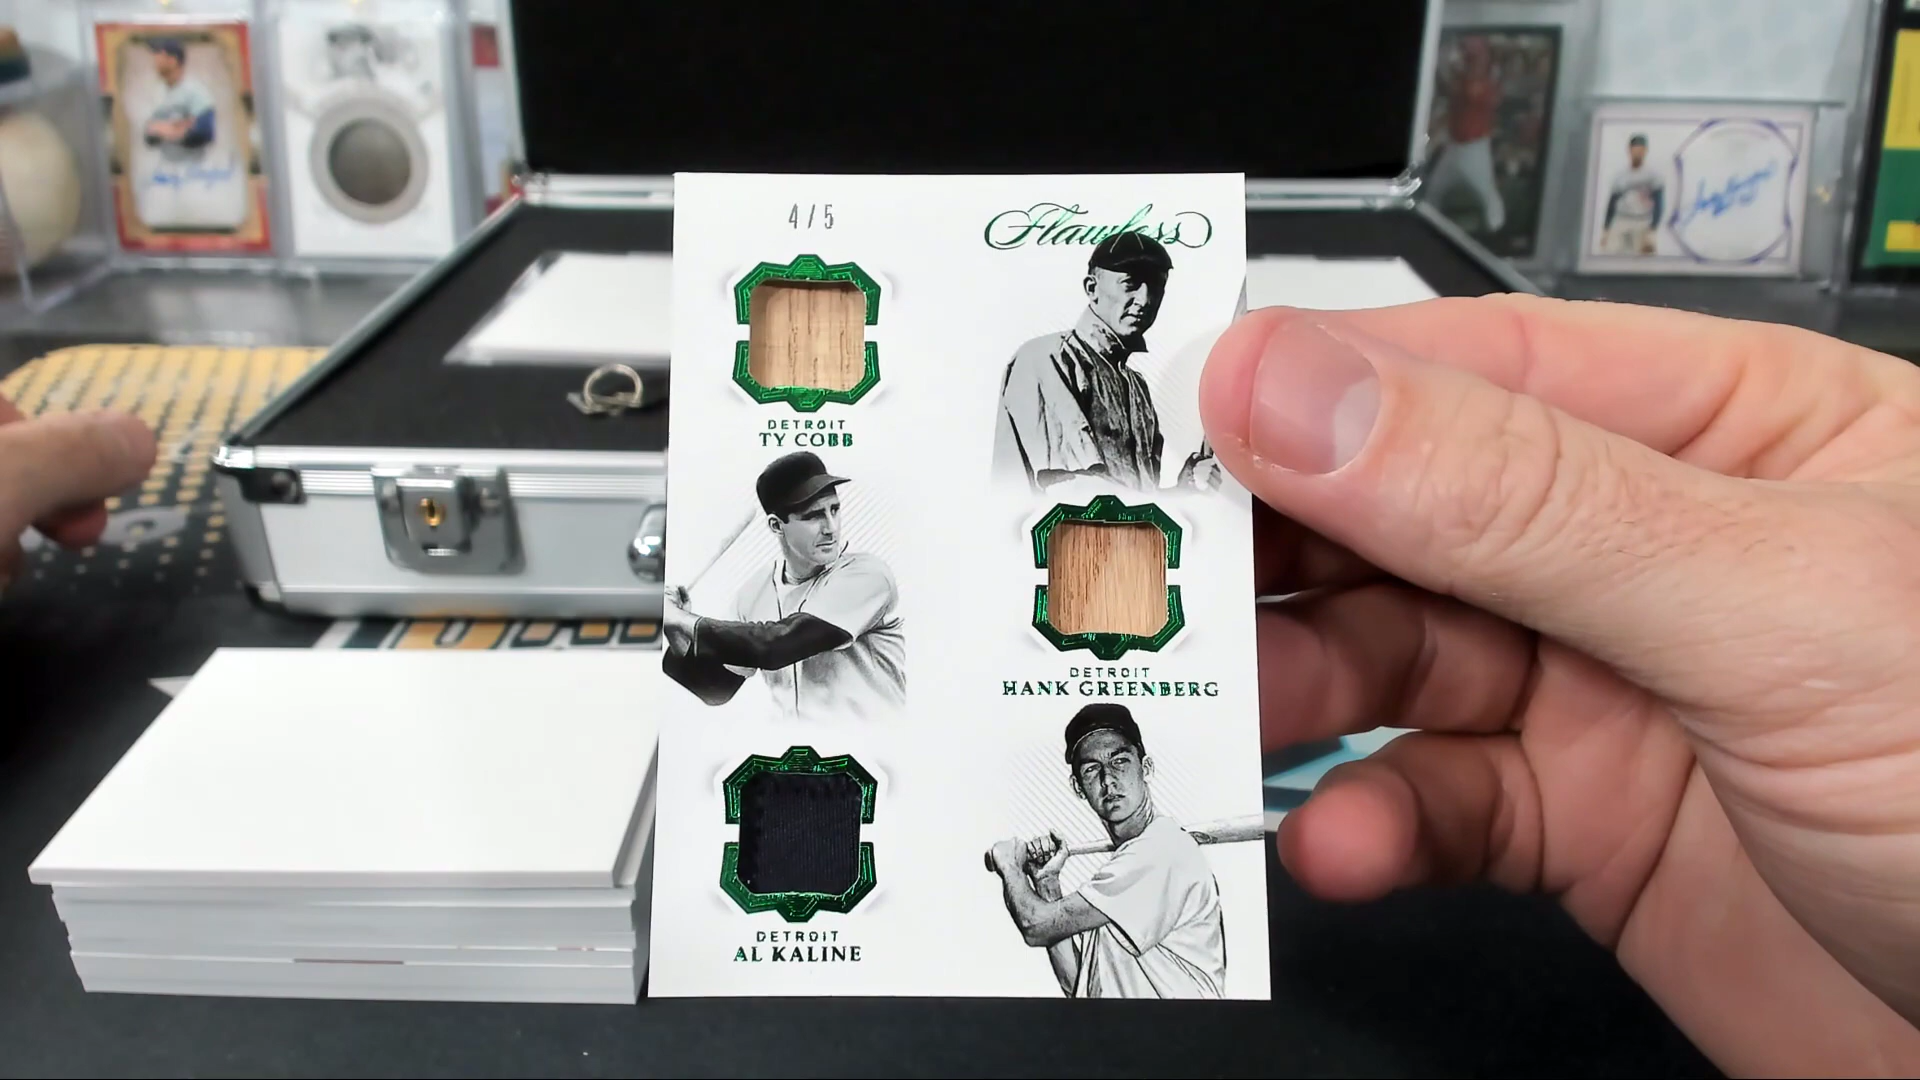 4/5
Flawless
DETROIT
TY COBB
DETROIT
HANK GREENBERG
DETROIT
AL KALINE